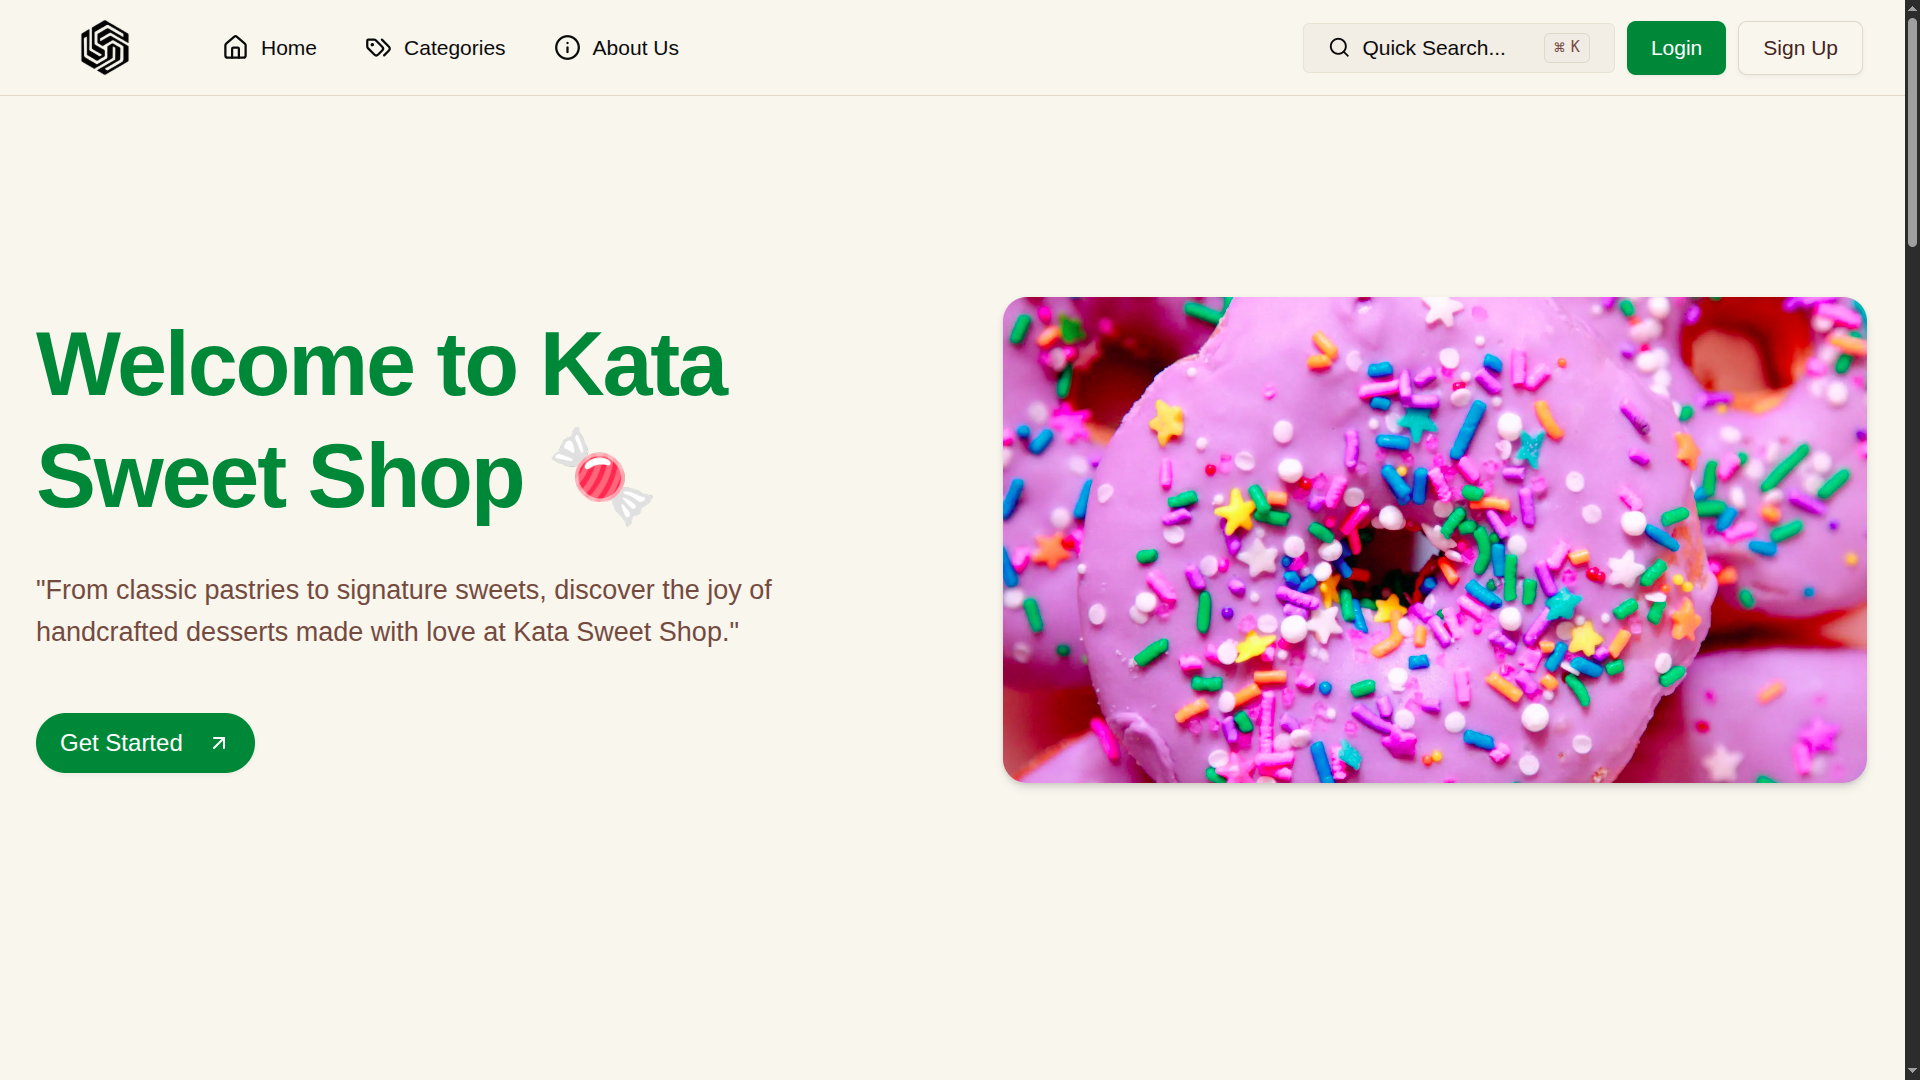 Home
Categories
About Us
Quick Search...
⌘ K
Login
Sign Up
Welcome to Kata
Sweet Shop 🍬
"From classic pastries to signature sweets, discover the joy of
handcrafted desserts made with love at Kata Sweet Shop."
Get Started